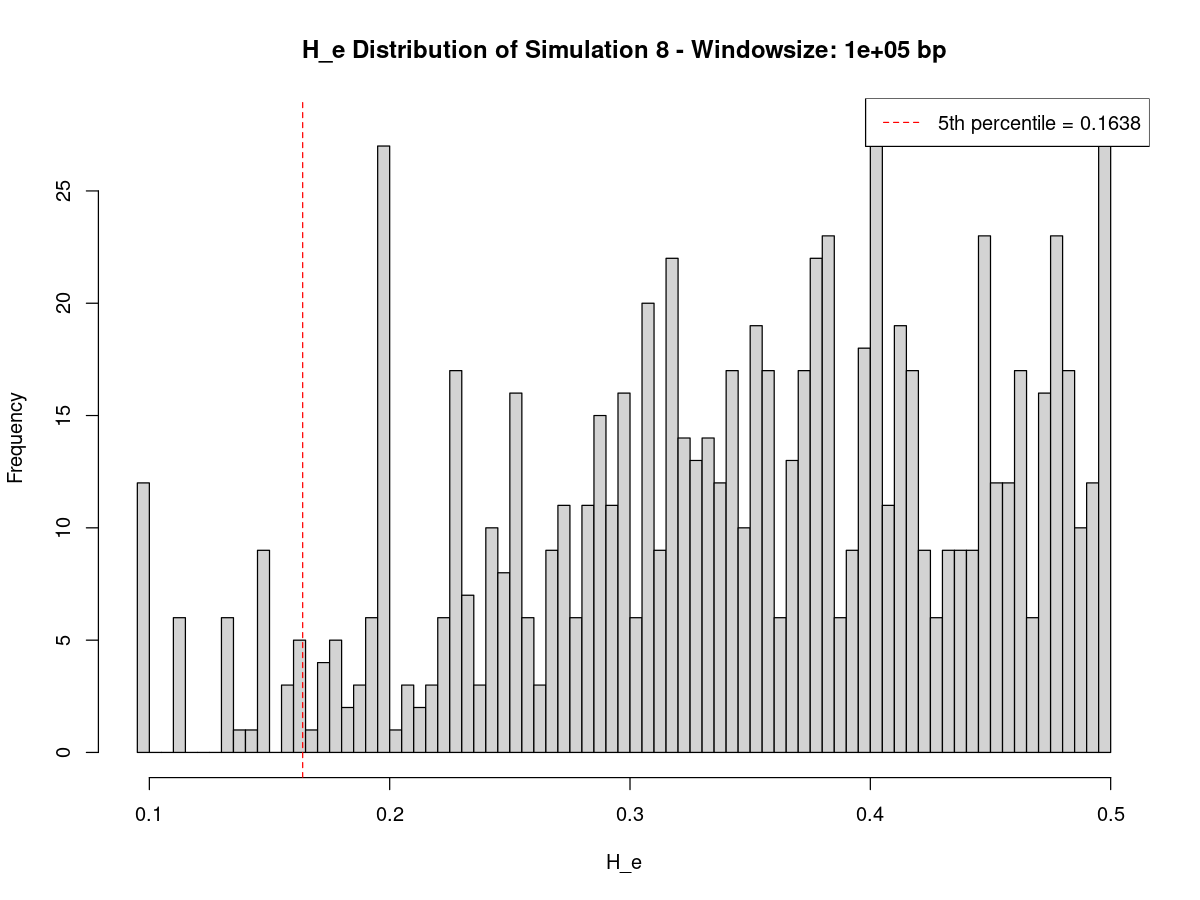 H_e Distribution of Simulation 8 - Windowsize: 1e+05 bp
5th percentile = 0.1638
Frequency
25
20
15
10
5
0
0.1 0.2 0.3 0.4 0.5
H_e